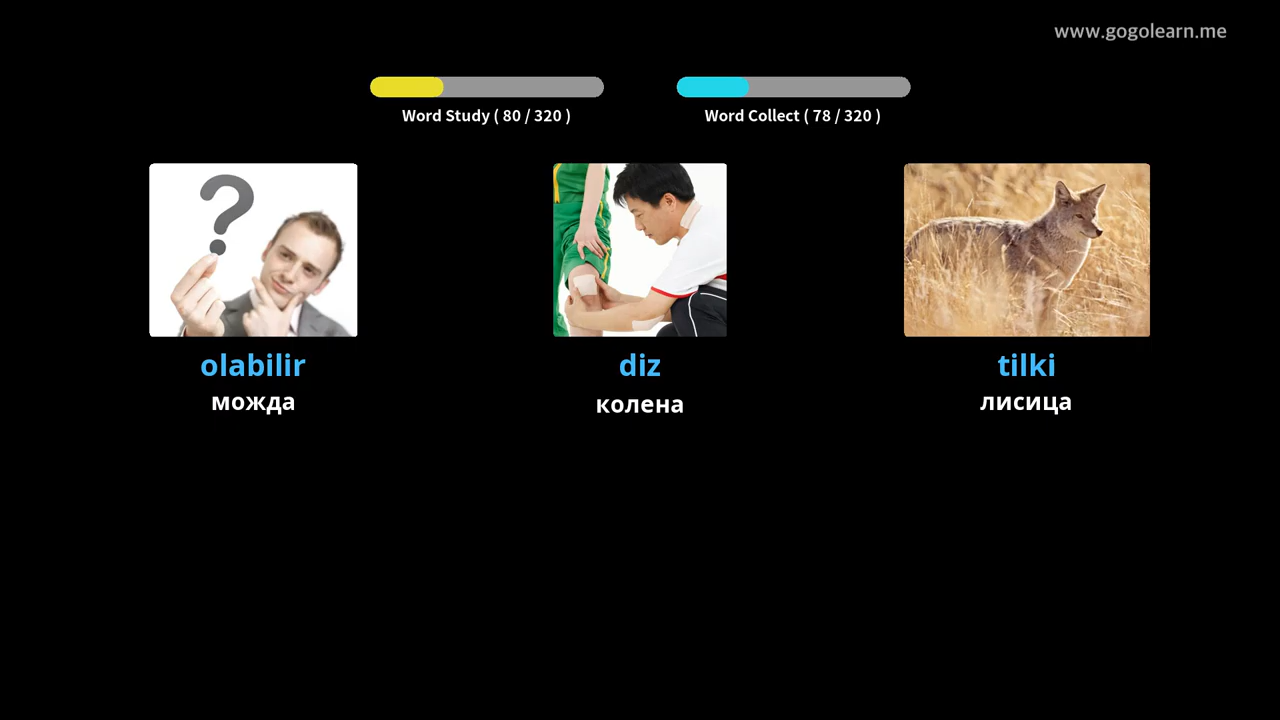 www.gogolearn.me
Word Study ( 80 / 320 )
Word Collect ( 78 / 320 )
olabilir
можда
diz
колена
tilki
лисица